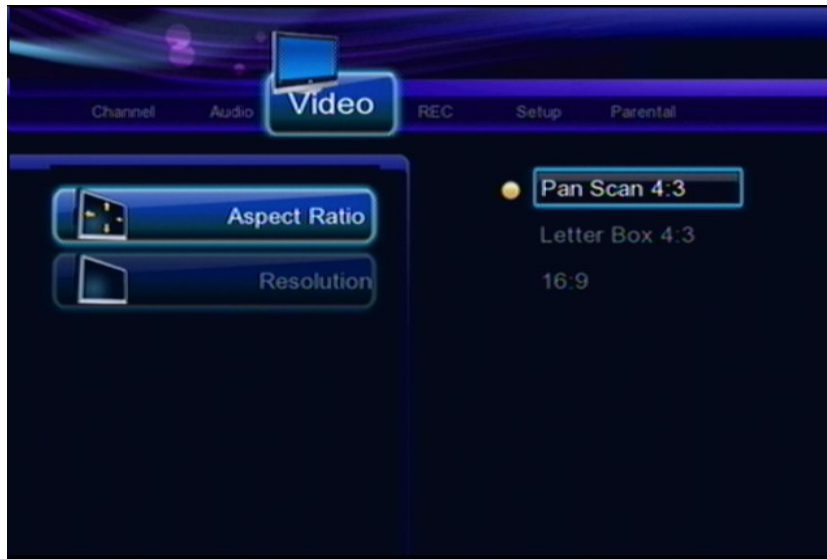 Channel Audio Video REC Setup Parental
Aspect Ratio
Resolution
Pan Scan 4:3
Letter Box 4:3
16:9